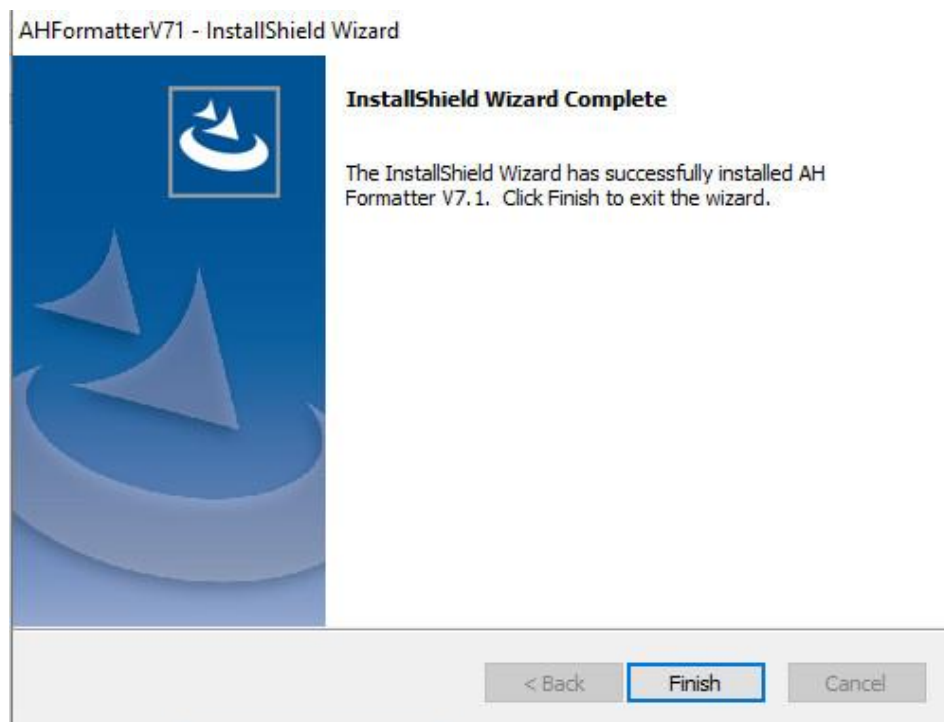 AHFormatterV71 - InstallShield Wizard
InstallShield Wizard Complete
The InstallShield Wizard has successfully installed AH
Formatter V7.1.  Click Finish to exit the wizard.
< Back
Finish
Cancel